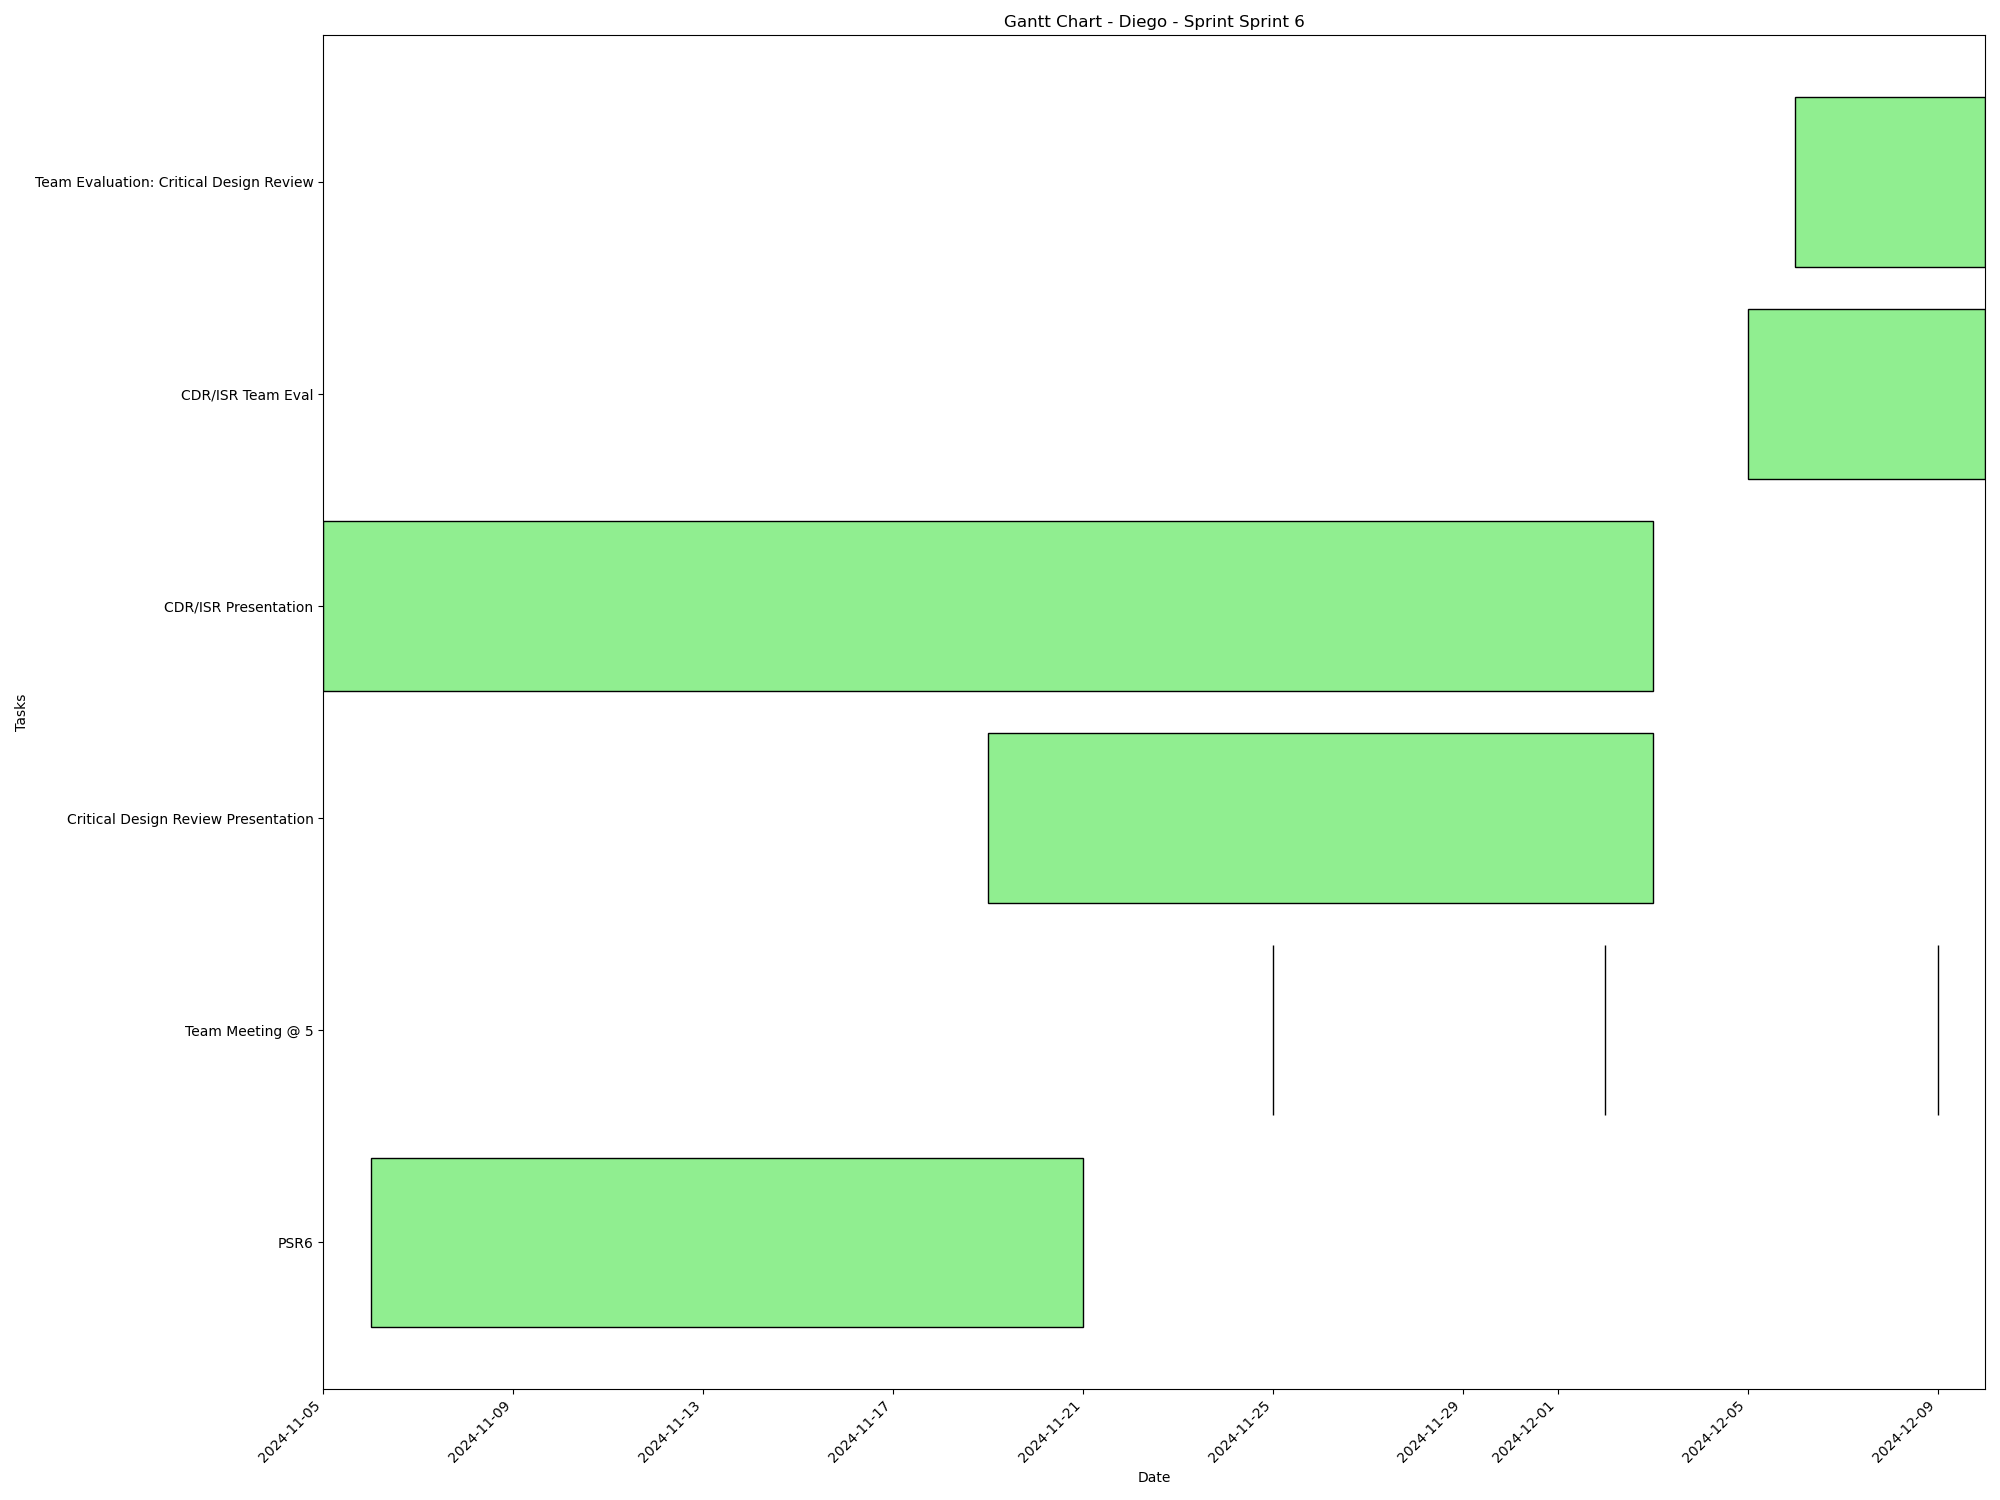 Gantt Chart - Diego - Sprint Sprint 6
Team Evaluation: Critical Design Review
CDR/ISR Team Eval
CDR/ISR Presentation
Tasks
Critical Design Review Presentation
Team Meeting @ 5
PSR6
2024-11-05
2024-11-09
2024-11-13
2024-11-17
2024-11-21
2024-11-25
2024-11-29
2024-12-01
2024-12-05
2024-12-09
Date